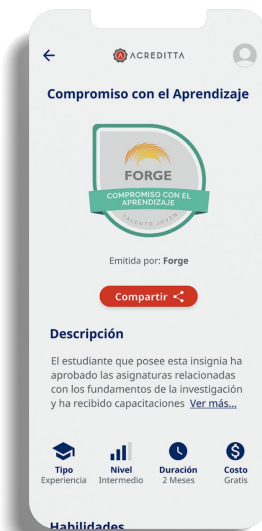 ACREDITTA
Compromiso con el Aprendizaje
FORGE
COMPROMISO CON EL
APRENDIZAJE
TALENTO JOVEN
Emitida por: Forge
Compartir
Descripción
El estudiante que posee esta insignia ha
aprobado las asignaturas relacionadas
con los fundamentos de la investigación
y ha recibido capacitaciones Ver más...
Tipo
Experiencia
Nivel
Intermedio
Duración
2 Meses
Costo
Gratis
Habilidades